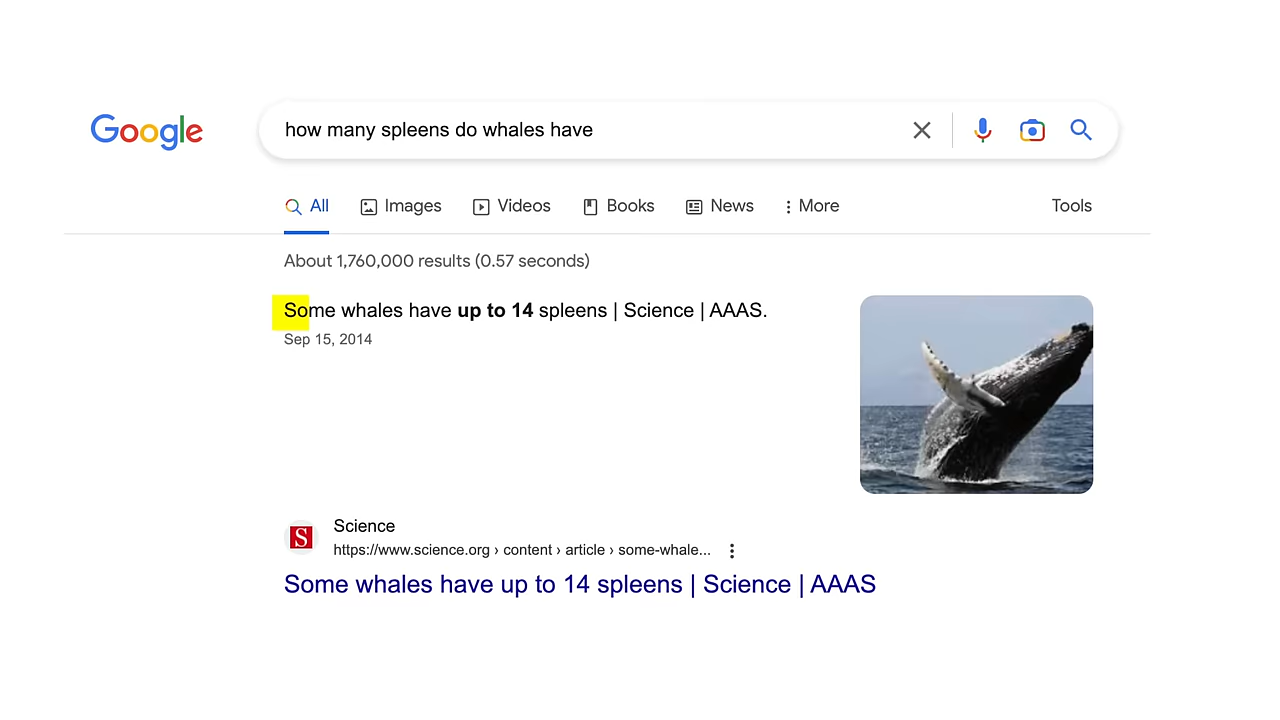 Google
how many spleens do whales have
All Images Videos Books News More Tools
About 1,760,000 results (0.57 seconds)
Some whales have up to 14 spleens | Science | AAAS.
Sep 15, 2014
S
Science
https://www.science.org › content › article › some-whale...
Some whales have up to 14 spleens | Science | AAAS